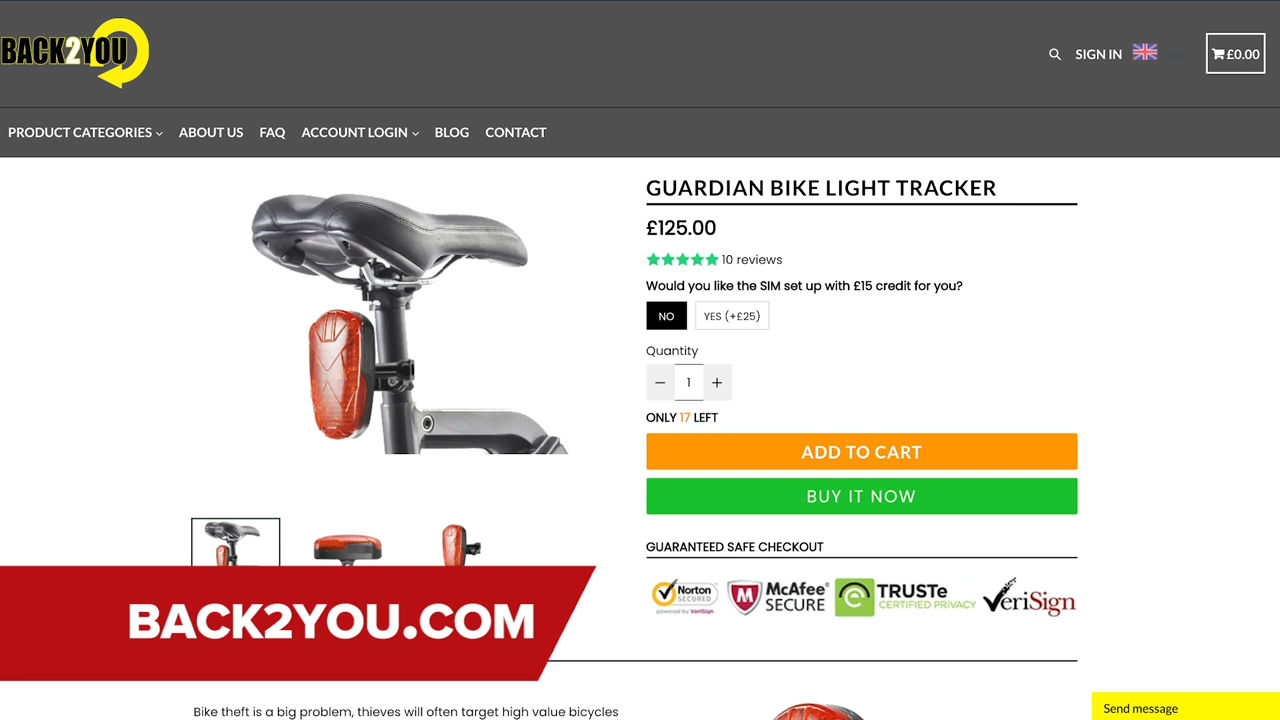 BACK2YOU
SIGN IN
£0.00
PRODUCT CATEGORIES
ABOUT US
FAQ
ACCOUNT LOGIN
BLOG
CONTACT
GUARDIAN BIKE LIGHT TRACKER
£125.00
10 reviews
Would you like the SIM set up with £15 credit for you?
NO
YES (+£25)
Quantity
− 1 +
ONLY 17 LEFT
ADD TO CART
BUY IT NOW
GUARANTEED SAFE CHECKOUT
Norton
SECURED
powered by VeriSign
McAfee®
SECURE
TRUSTe
CERTIFIED PRIVACY
VeriSign
BACK2YOU.COM
Bike theft is a big problem, thieves will often target high value bicycles
Send message